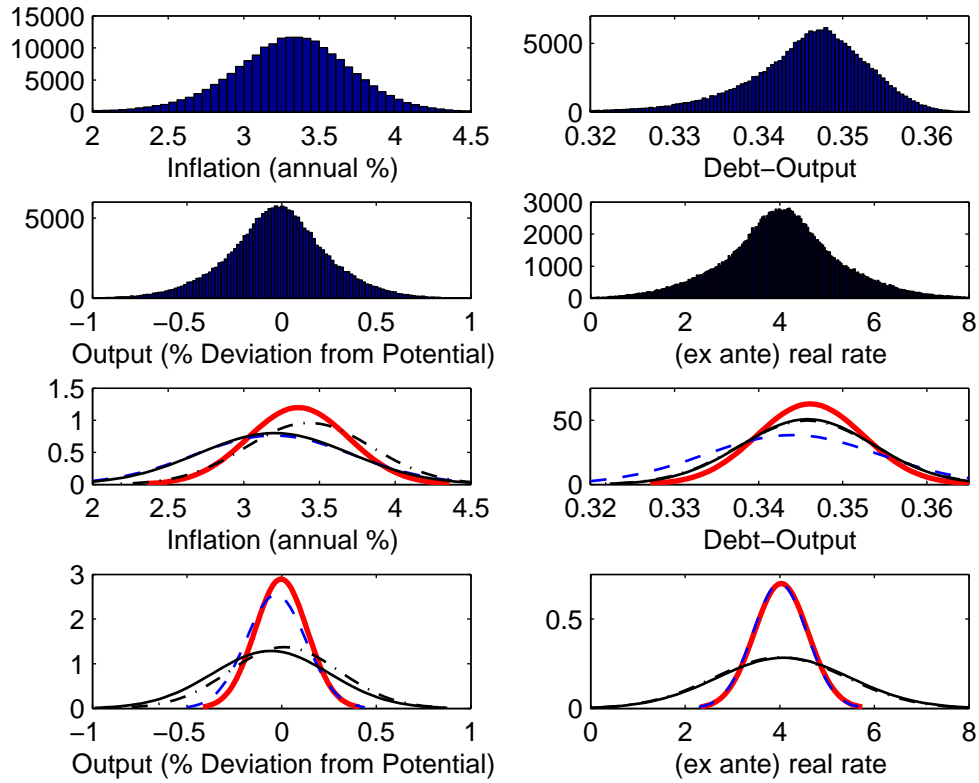 15000
10000
5000
0
2 2.5 3 3.5 4 4.5
Inflation (annual %)
5000
0
0.32 0.33 0.34 0.35 0.36
Debt−Output
5000
0
−1 −0.5 0 0.5 1
Output (% Deviation from Potential)
3000
2000
1000
0
0 2 4 6 8
(ex ante) real rate
1.5
1
0.5
0
2 2.5 3 3.5 4 4.5
Inflation (annual %)
50
0
0.32 0.33 0.34 0.35 0.36
Debt−Output
3
2
1
0
−1 −0.5 0 0.5 1
Output (% Deviation from Potential)
0.5
0
0 2 4 6 8
(ex ante) real rate